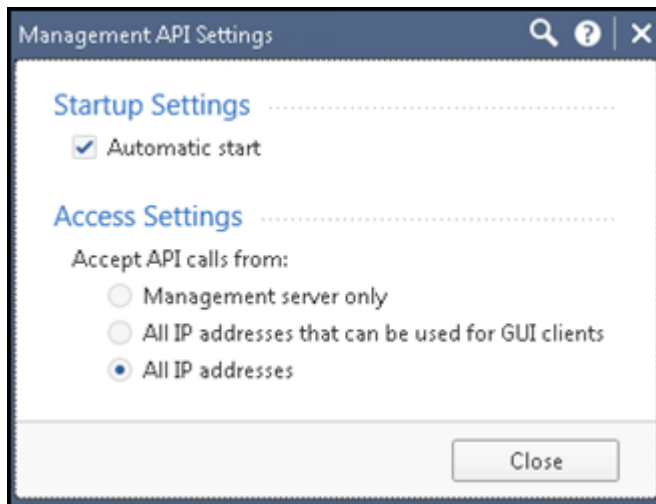 Management API Settings
Startup Settings
Automatic start
Access Settings
Accept API calls from:
Management server only
All IP addresses that can be used for GUI clients
All IP addresses
Close